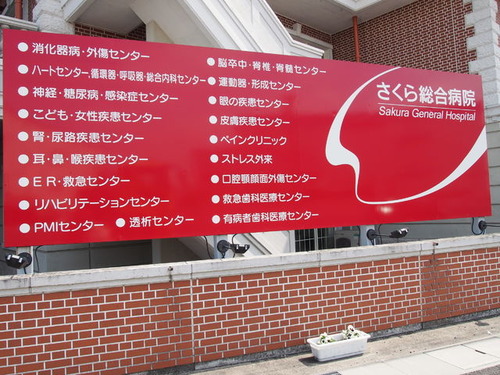 ● 消化器病・外傷センター
● ハートセンター,循環器・呼吸器・総合内科センター
● 神経・糖尿病・感染症センター
● こども・女性疾患センター
● 腎・尿路疾患センター
● 耳・鼻・喉疾患センター
● ER・救急センター
● リハビリテーションセンター
● PMIセンター ● 透析センター
● 脳卒中・脊椎・脊髄センター
● 運動器・形成センター
● 眼の疾患センター
● 皮膚疾患センター
● ペインクリニック
● ストレス外来
● 口腔顎顔面外傷センター
● 救急歯科医療センター
● 有病者歯科医療センター
さくら総合病院
Sakura General Hospital